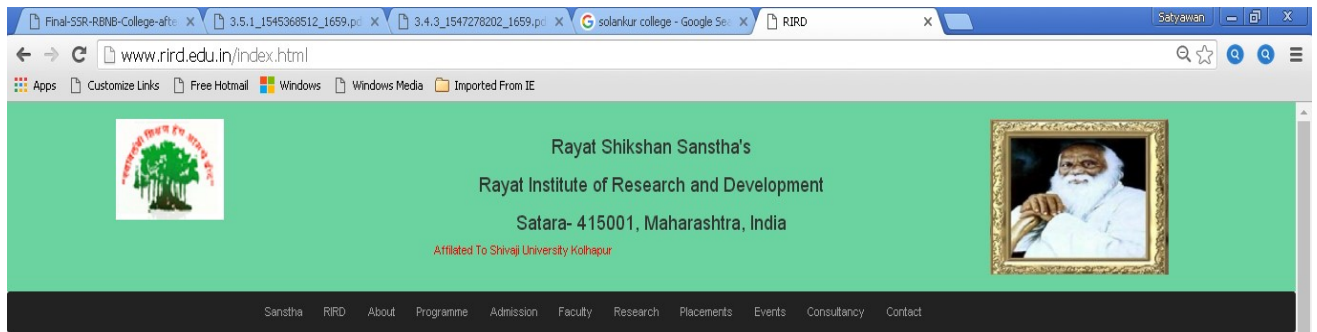 Final-SSR-RBNB-College-afte 3.5.1_1545368512_1659.pd 3.4.3_1547278202_1659.pd solankur college - Google Sea RIRD Satyawan
www.rird.edu.in/index.html
Apps Customize Links Free Hotmail Windows Windows Media Imported From IE
Rayat Shikshan Sanstha's
Rayat Institute of Research and Development
Satara- 415001, Maharashtra, India
Affilated To Shivaji University Kolhapur
Sanstha RIRD About Programme Admission Faculty Research Placements Events Consultancy Contact